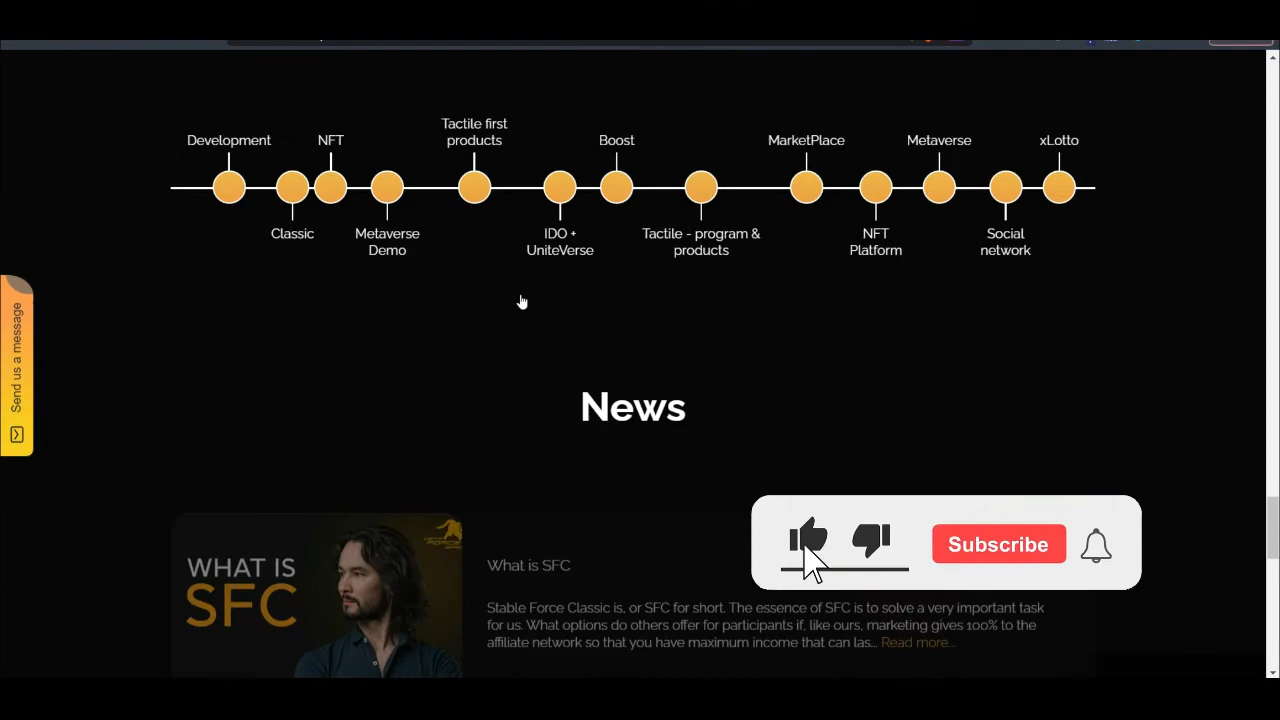 Tactile first
Development NFT products Boost MarketPlace Metaverse xLotto
Classic Metaverse IDO + Tactile - program & NFT Social
Demo UniteVerse products Platform network
Send us a message
News
Subscribe
WHAT IS
SFC
What is SFC
Stable Force Classic is, or SFC for short. The essence of SFC is to solve a very important task
for us. What options do others offer for participants if, like ours, marketing gives 100% to the
affiliate network so that you have maximum income that can las... Read more...